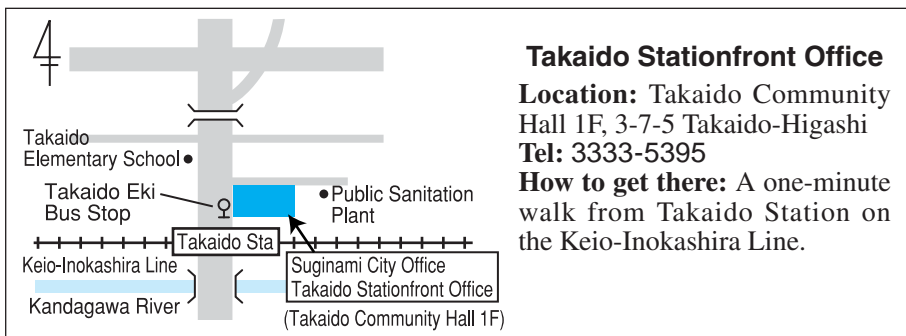 Takaido
Elementary School
Takaido Eki
Bus Stop
Public Sanitation
Plant
Takaido Sta
Keio-Inokashira Line
Suginami City Office
Takaido Stationfront Office
Kandagawa River
(Takaido Community Hall 1F)
Takaido Stationfront Office
Location: Takaido Community
Hall 1F, 3-7-5 Takaido-Higashi
Tel: 3333-5395
How to get there: A one-minute
walk from Takaido Station on
the Keio-Inokashira Line.